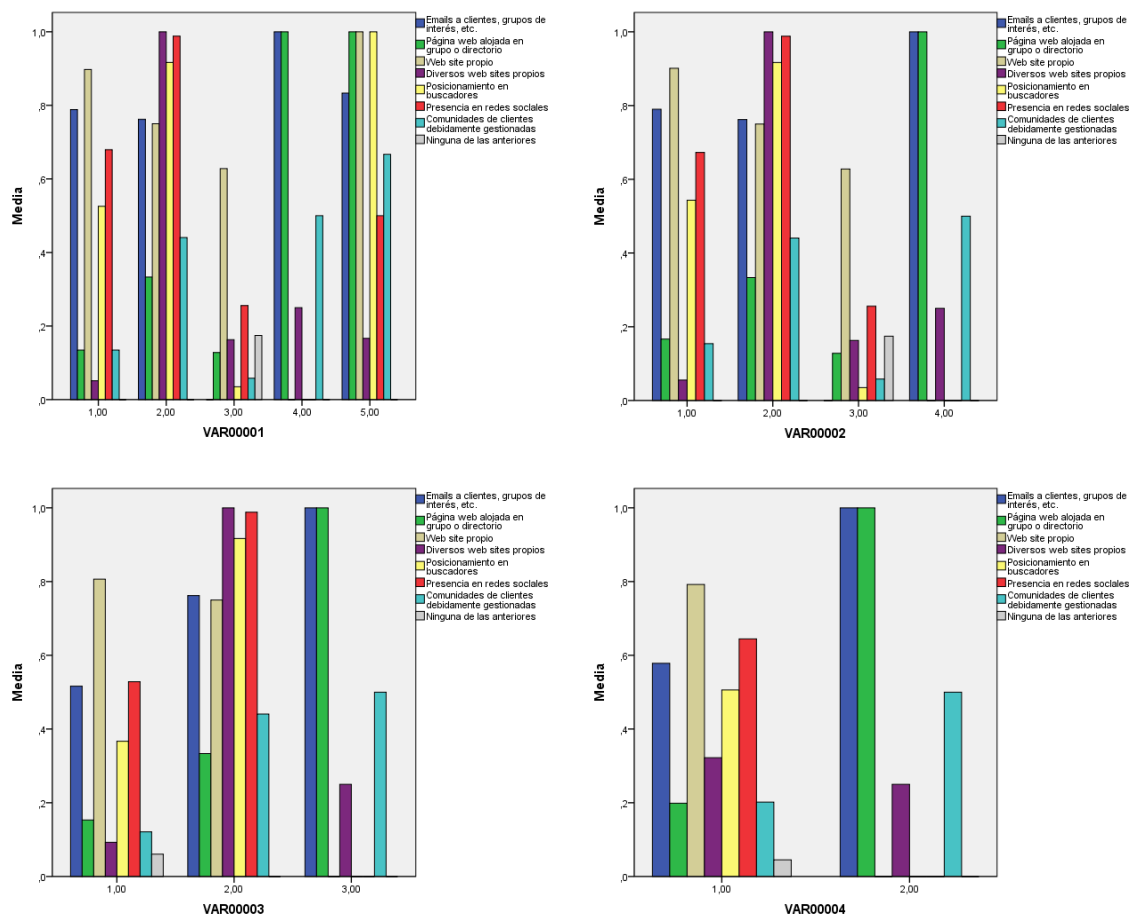 Media
1,0
,8
,6
,4
,2
,0
1,00 2,00 3,00 4,00 5,00
VAR00001
Emails a clientes, grupos de
interés, etc.
Página web alojada en
grupo o directorio
Web site propio
Diversos web sites propios
Posicionamiento en
buscadores
Presencia en redes sociales
Comunidades de clientes
debidamente gestionadas
Ninguna de las anteriores
Media
1,0
,8
,6
,4
,2
,0
1,00 2,00 3,00 4,00
VAR00002
Emails a clientes, grupos de
interés, etc.
Página web alojada en
grupo o directorio
Web site propio
Diversos web sites propios
Posicionamiento en
buscadores
Presencia en redes sociales
Comunidades de clientes
debidamente gestionadas
Ninguna de las anteriores
Media
1,0
,8
,6
,4
,2
,0
1,00 2,00 3,00
VAR00003
Emails a clientes, grupos de
interés, etc.
Página web alojada en
grupo o directorio
Web site propio
Diversos web sites propios
Posicionamiento en
buscadores
Presencia en redes sociales
Comunidades de clientes
debidamente gestionadas
Ninguna de las anteriores
Media
1,0
,8
,6
,4
,2
,0
1,00 2,00
VAR00004
Emails a clientes, grupos de
interés, etc.
Página web alojada en
grupo o directorio
Web site propio
Diversos web sites propios
Posicionamiento en
buscadores
Presencia en redes sociales
Comunidades de clientes
debidamente gestionadas
Ninguna de las anteriores